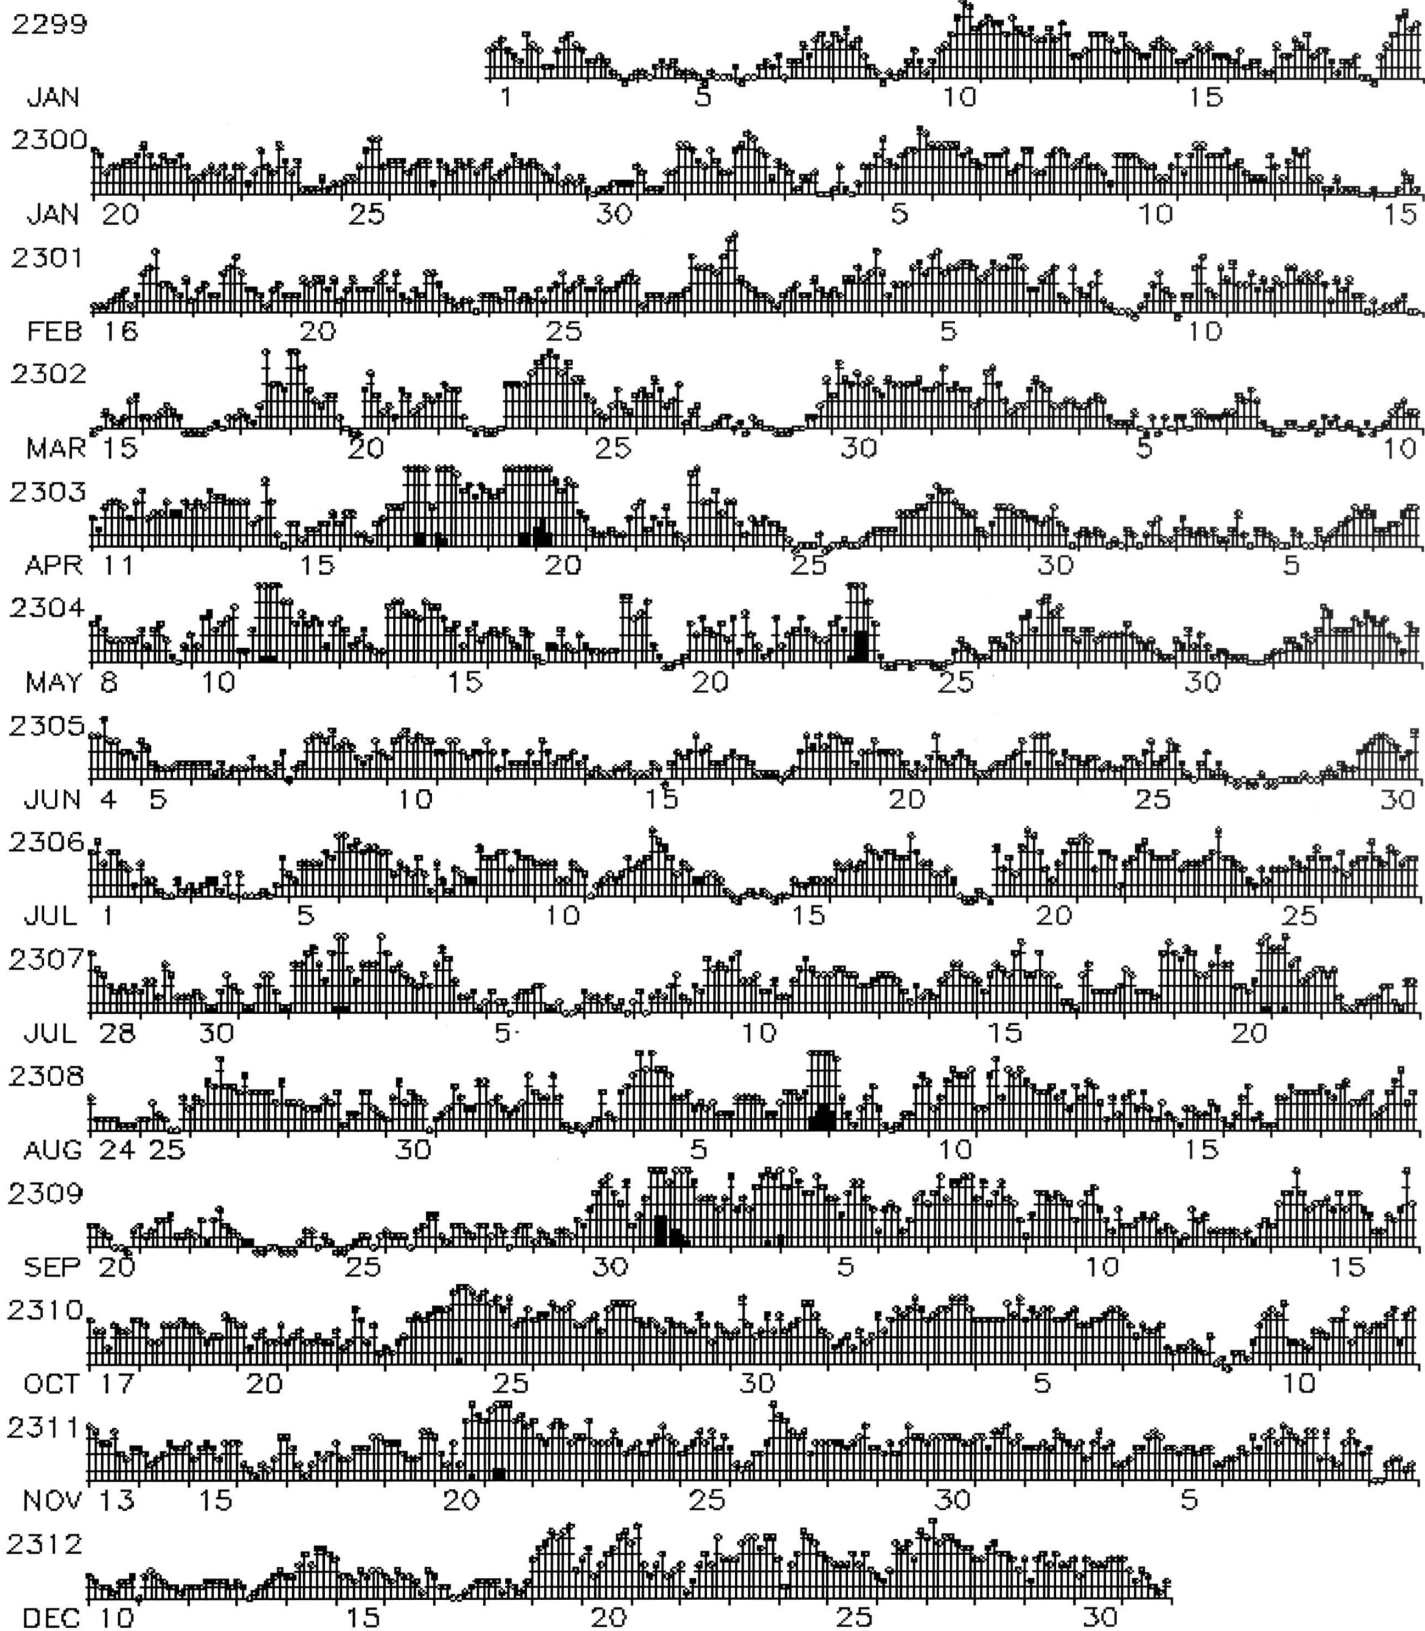 2299
JAN 1 5 10 15
2300
JAN 20 25 30 5 10 15
2301
FEB 16 20 25 5 10
2302
MAR 15 20 25 30 5 10
2303
APR 11 15 20 25 30 5
2304
MAY 8 10 15 20 25 30
2305
JUN 4 5 10 15 20 25 30
2306
JUL 1 5 10 15 20 25
2307
JUL 28 30 5 10 15 20
2308
AUG 24 25 30 5 10 15
2309
SEP 20 25 30 5 10 15
2310
OCT 17 20 25 30 5 10
2311
NOV 13 15 20 25 30 5
2312
DEC 10 15 20 25 30